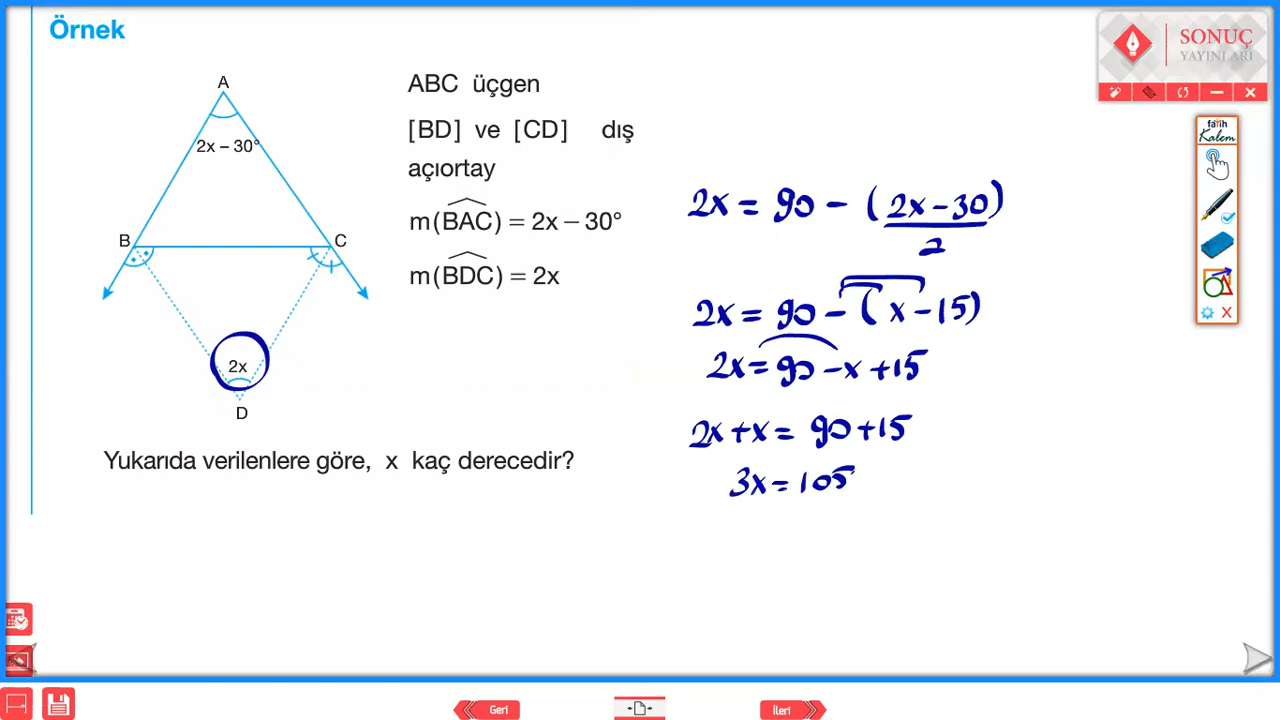 Örnek
SONUÇ
YAYINLARI
A
2x – 30°
B
C
2x
D
ABC üçgen
[BD] ve [CD] dış
açıortay
m(BAC) = 2x – 30°
m(BDC) = 2x
Yukarıda verilenlere göre, x kaç derecedir?
2x = 90 - (2x-30)
2
2x = 90 - (x-15)
2x = 90 - x + 15
2x + x = 90 + 15
3x = 105
fatih
Kalem
Geri
İleri